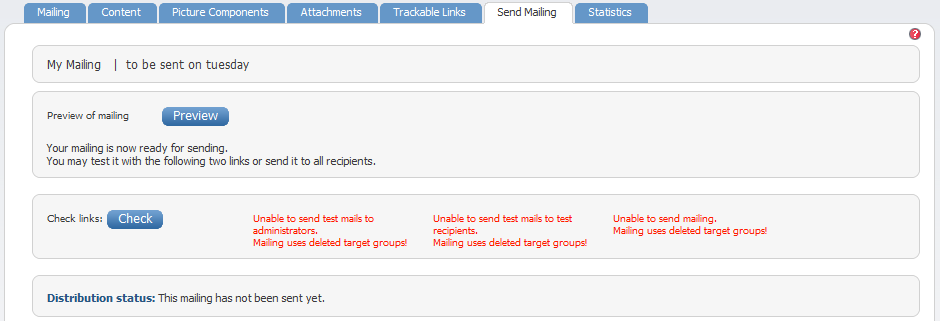 Mailing Content Picture Components Attachments Trackable Links Send Mailing Statistics
?
My Mailing | to be sent on tuesday
Preview of mailing Preview
Your mailing is now ready for sending.
You may test it with the following two links or send it to all recipients.
Check links: Check
Unable to send test mails to
administrators.
Mailing uses deleted target groups!
Unable to send test mails to test
recipients.
Mailing uses deleted target groups!
Unable to send mailing.
Mailing uses deleted target groups!
Distribution status: This mailing has not been sent yet.